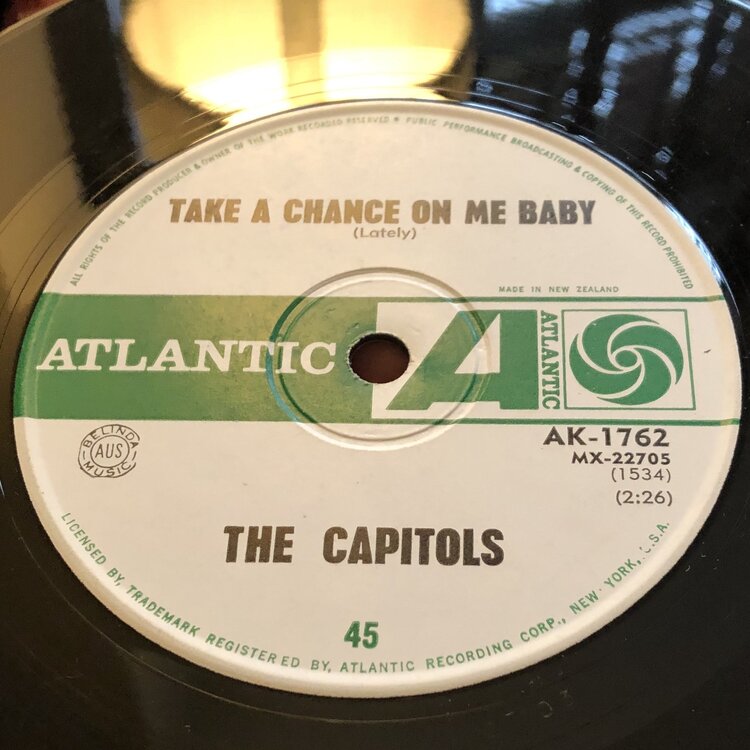 ALL RIGHTS OF THE RECORD PRODUCER & OWNER OF THE WORK RECORDED RESERVED * PUBLIC PERFORMANCE BROADCASTING & COPYING OF THIS RECORD PROHIBITED
TAKE A CHANCE ON ME BABY
(Lately)
MADE IN NEW ZEALAND
ATLANTIC
A ATLANTIC
AK-1762
MX-22705
(1534)
(2:26)
BELINDA
AUS
MUSIC
THE CAPITOLS
45
LICENSED BY, TRADEMARK REGISTERED BY, ATLANTIC RECORDING CORP., NEW YORK, .S.A.